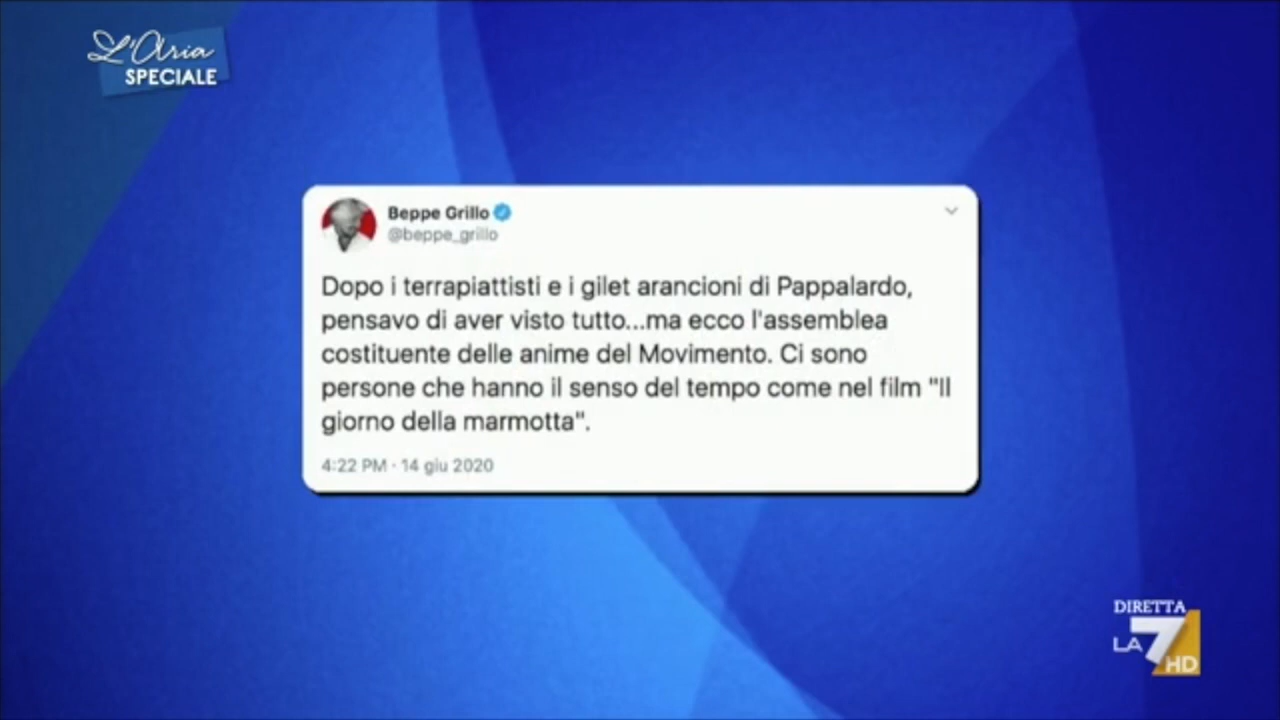 L'Aria
SPECIALE
Beppe Grillo
@beppe_grillo
Dopo i terrapiattisti e i gilet arancioni di Pappalardo,
pensavo di aver visto tutto...ma ecco l'assemblea
costituente delle anime del Movimento. Ci sono
persone che hanno il senso del tempo come nel film "Il
giorno della marmotta".
4:22 PM · 14 giu 2020
DIRETTA
LA7
HD